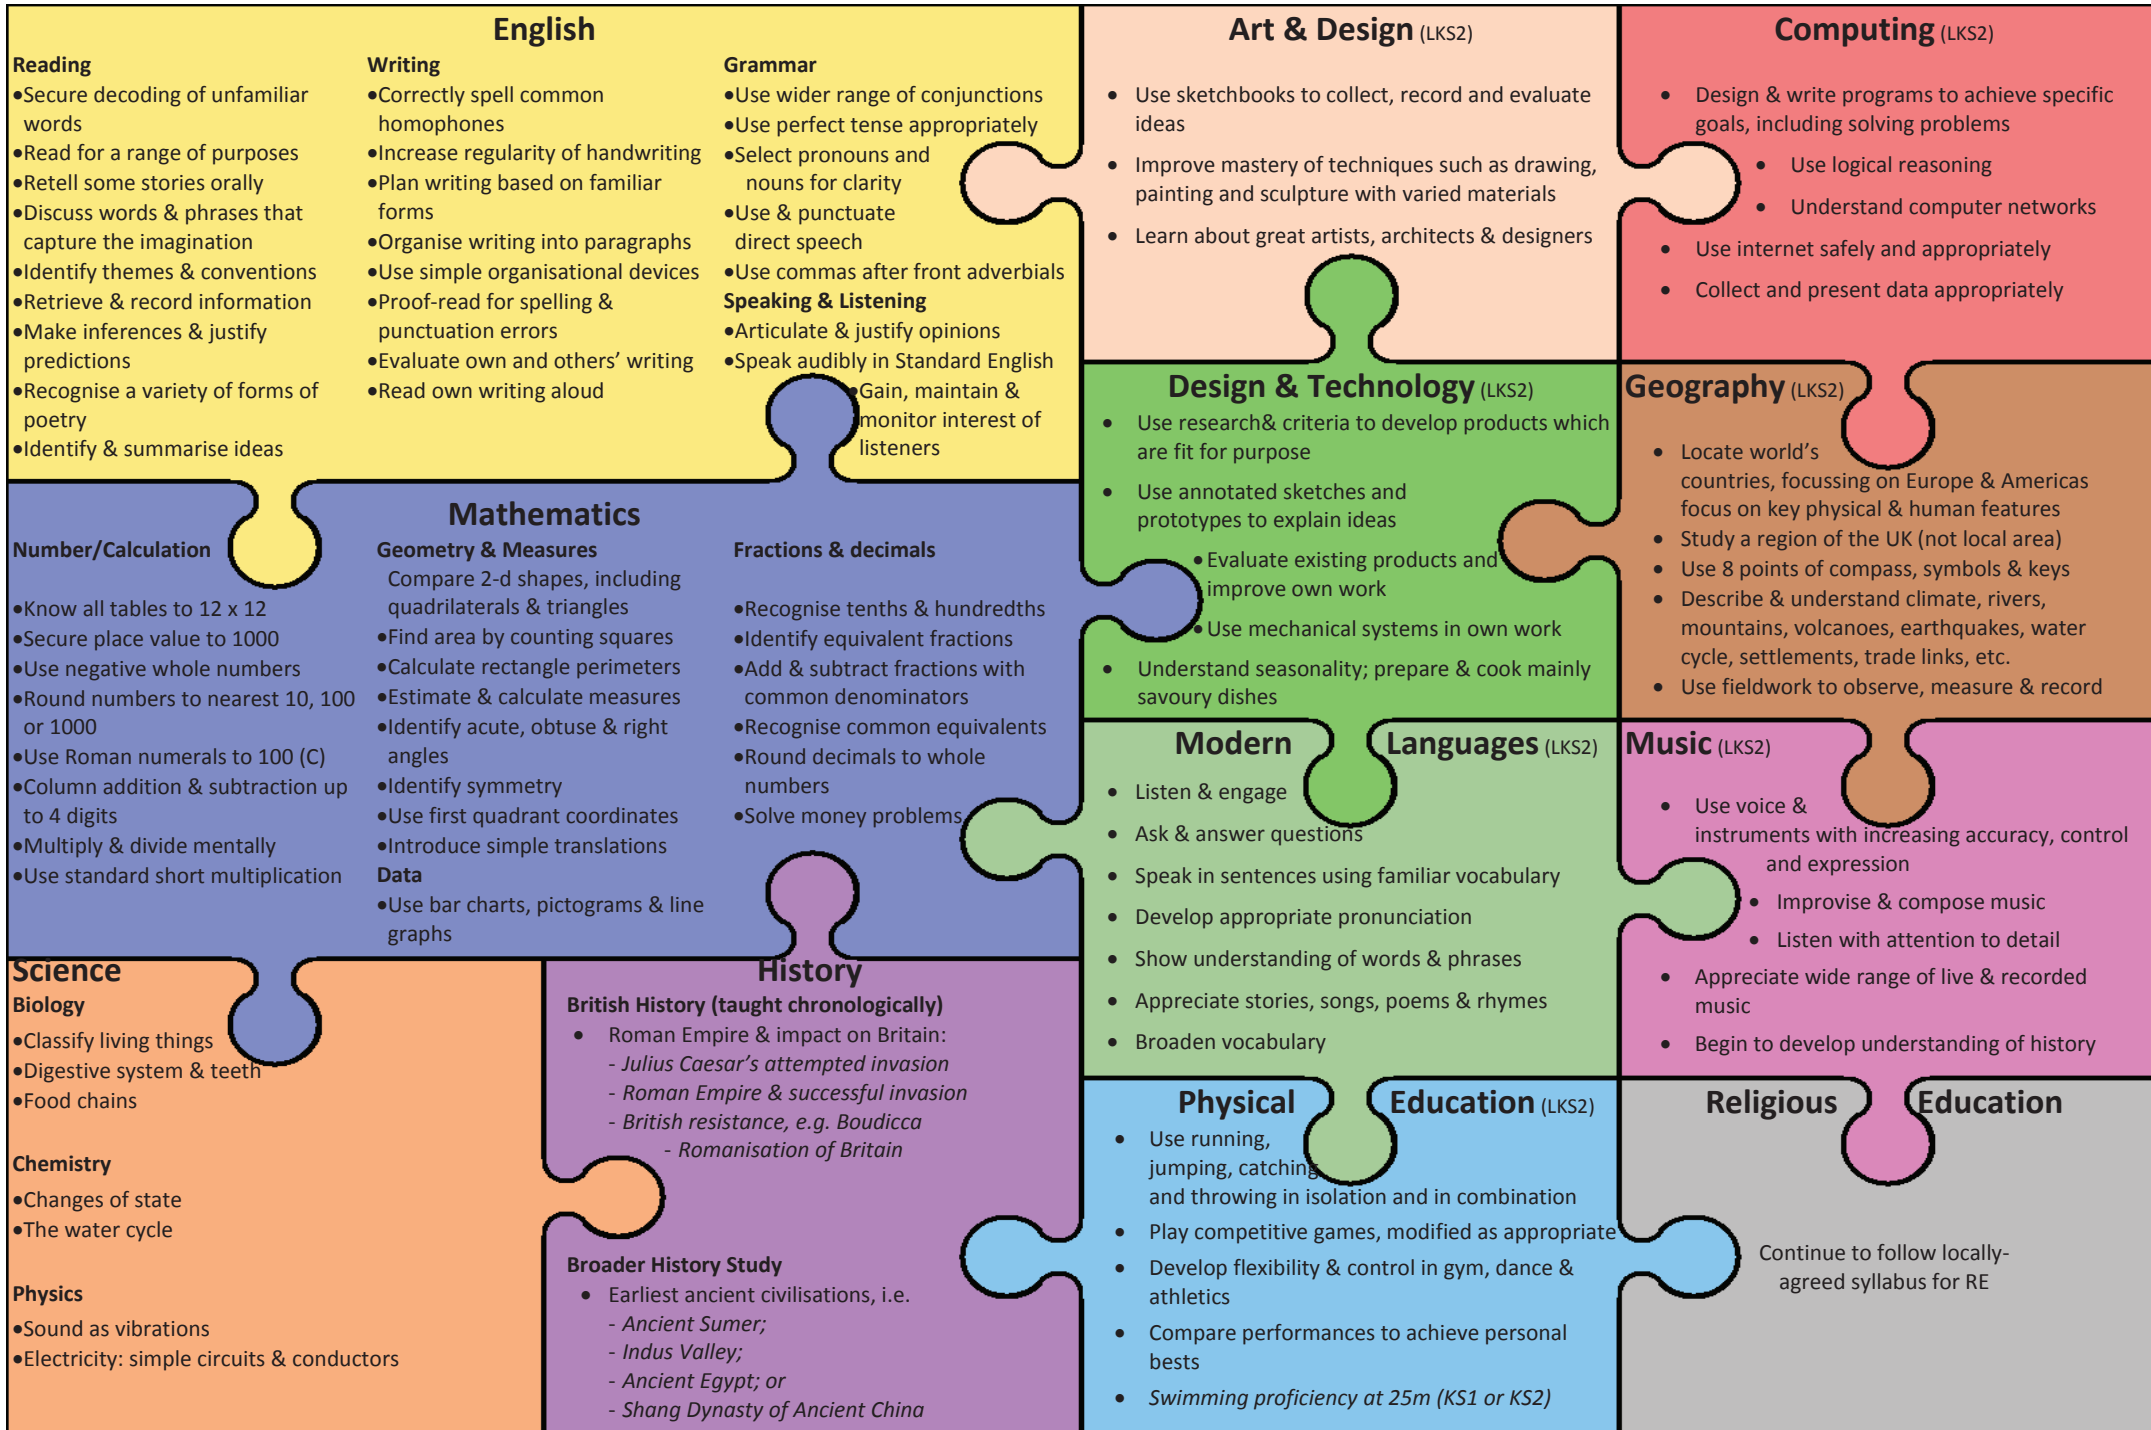 English
Reading
•Secure decoding of unfamiliar
words
•Read for a range of purposes
•Retell some stories orally
•Discuss words & phrases that
capture the imagination
•Identify themes & conventions
•Retrieve & record information
•Make inferences & justify
predictions
•Recognise a variety of forms of
poetry
•Identify & summarise ideas
Writing
•Correctly spell common
homophones
•Increase regularity of handwriting
•Plan writing based on familiar
forms
•Organise writing into paragraphs
•Use simple organisational devices
•Proof-read for spelling &
punctuation errors
•Evaluate own and others’ writing
•Read own writing aloud
Grammar
•Use wider range of conjunctions
•Use perfect tense appropriately
•Select pronouns and
nouns for clarity
•Use & punctuate
direct speech
•Use commas after front adverbials
Speaking & Listening
•Articulate & justify opinions
•Speak audibly in Standard English
•Gain, maintain &
monitor interest of
listeners
Art & Design (LKS2)
• Use sketchbooks to collect, record and evaluate
ideas
• Improve mastery of techniques such as drawing,
painting and sculpture with varied materials
• Learn about great artists, architects & designers
Computing (LKS2)
• Design & write programs to achieve specific
goals, including solving problems
• Use logical reasoning
• Understand computer networks
• Use internet safely and appropriately
• Collect and present data appropriately
Mathematics
Number/Calculation
•Know all tables to 12 x 12
•Secure place value to 1000
•Use negative whole numbers
•Round numbers to nearest 10, 100
or 1000
•Use Roman numerals to 100 (C)
•Column addition & subtraction up
to 4 digits
•Multiply & divide mentally
•Use standard short multiplication
Geometry & Measures
Compare 2-d shapes, including
quadrilaterals & triangles
•Find area by counting squares
•Calculate rectangle perimeters
•Estimate & calculate measures
•Identify acute, obtuse & right
angles
•Identify symmetry
•Use first quadrant coordinates
•Introduce simple translations
Data
•Use bar charts, pictograms & line
graphs
Fractions & decimals
•Recognise tenths & hundredths
•Identify equivalent fractions
•Add & subtract fractions with
common denominators
•Recognise common equivalents
•Round decimals to whole
numbers
•Solve money problems
Design & Technology (LKS2)
• Use research& criteria to develop products which
are fit for purpose
• Use annotated sketches and
prototypes to explain ideas
• Evaluate existing products and
improve own work
• Use mechanical systems in own work
• Understand seasonality; prepare & cook mainly
savoury dishes
Geography (LKS2)
• Locate world’s
countries, focussing on Europe & Americas
focus on key physical & human features
• Study a region of the UK (not local area)
• Use 8 points of compass, symbols & keys
• Describe & understand climate, rivers,
mountains, volcanoes, earthquakes, water
cycle, settlements, trade links, etc.
• Use fieldwork to observe, measure & record
Modern Languages (LKS2)
• Listen & engage
• Ask & answer questions
• Speak in sentences using familiar vocabulary
• Develop appropriate pronunciation
• Show understanding of words & phrases
• Appreciate stories, songs, poems & rhymes
• Broaden vocabulary
Music (LKS2)
• Use voice &
instruments with increasing accuracy, control
and expression
• Improvise & compose music
• Listen with attention to detail
• Appreciate wide range of live & recorded
music
• Begin to develop understanding of history
Science
Biology
•Classify living things
•Digestive system & teeth
•Food chains
Chemistry
•Changes of state
•The water cycle
Physics
•Sound as vibrations
•Electricity: simple circuits & conductors
History
British History (taught chronologically)
• Roman Empire & impact on Britain:
- Julius Caesar’s attempted invasion
- Roman Empire & successful invasion
- British resistance, e.g. Boudicca
- Romanisation of Britain
Broader History Study
• Earliest ancient civilisations, i.e.
- Ancient Sumer;
- Indus Valley;
- Ancient Egypt; or
- Shang Dynasty of Ancient China
Physical Education (LKS2)
• Use running,
jumping, catching
and throwing in isolation and in combination
• Play competitive games, modified as appropriate
• Develop flexibility & control in gym, dance &
athletics
• Compare performances to achieve personal
bests
• Swimming proficiency at 25m (KS1 or KS2)
Religious Education
Continue to follow locally-
agreed syllabus for RE